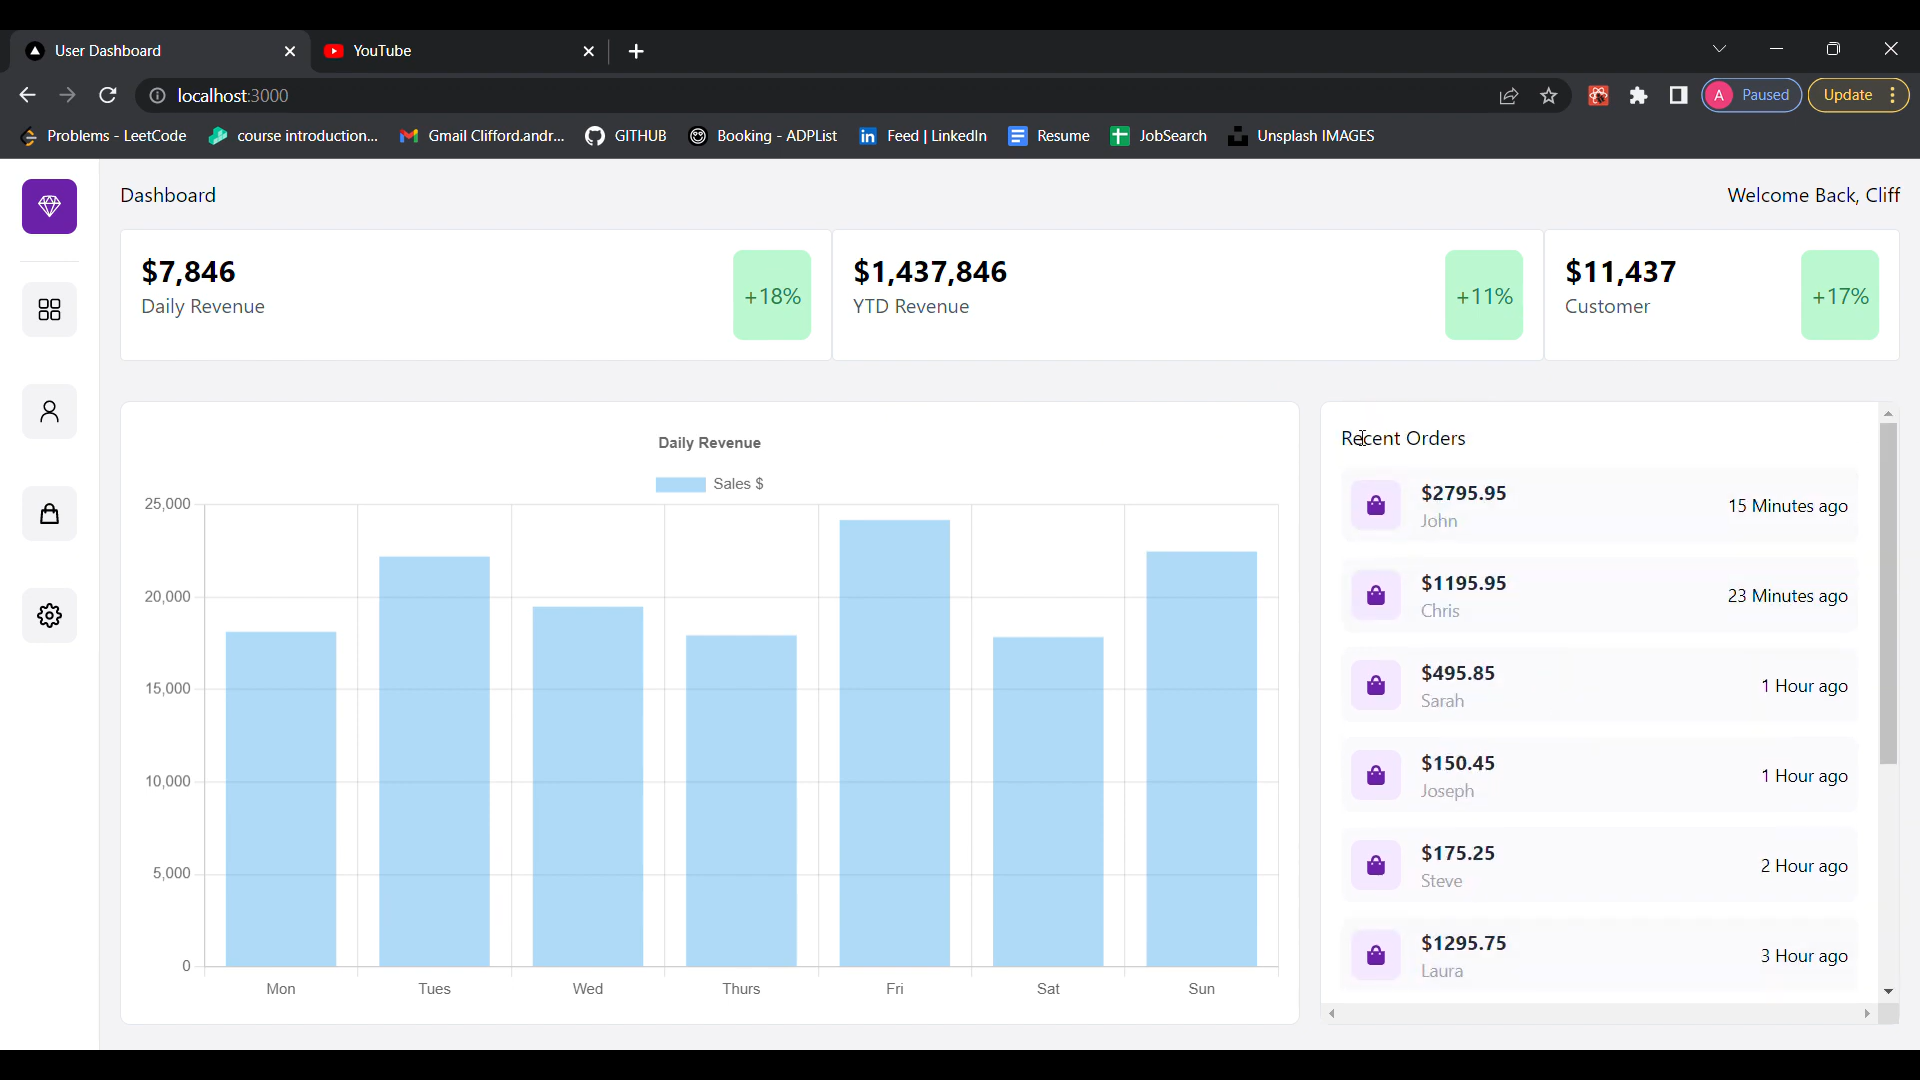 User Dashboard
YouTube
localhost:3000
A Paused
Update
Problems - LeetCode
course introduction...
Gmail Clifford.andr...
GITHUB
Booking - ADPList
in Feed | LinkedIn
Resume
JobSearch
Unsplash IMAGES
Dashboard
Welcome Back, Cliff
$7,846
Daily Revenue
+18%
$1,437,846
YTD Revenue
+11%
$11,437
Customer
+17%
Daily Revenue
Sales $
25,000
20,000
15,000
10,000
5,000
0
Mon Tues Wed Thurs Fri Sat Sun
Recent Orders
$2795.95
John
15 Minutes ago
$1195.95
Chris
23 Minutes ago
$495.85
Sarah
1 Hour ago
$150.45
Joseph
1 Hour ago
$175.25
Steve
2 Hour ago
$1295.75
Laura
3 Hour ago